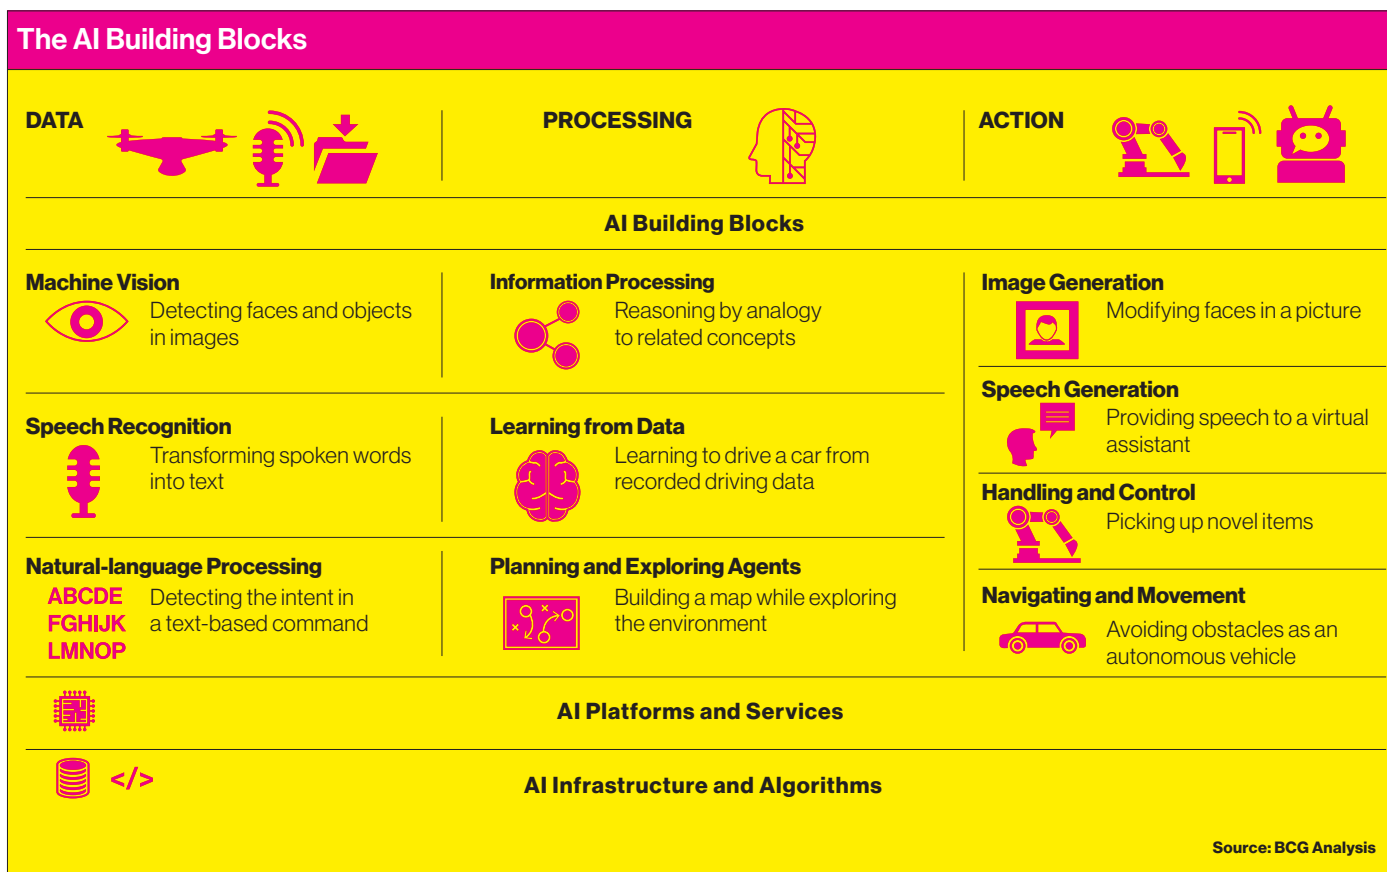 The AI Building Blocks
DATA
PROCESSING
ACTION
AI Building Blocks
Machine Vision
Detecting faces and objects
in images
Information Processing
Reasoning by analogy
to related concepts
Image Generation
Modifying faces in a picture
Speech Recognition
Transforming spoken words
into text
Learning from Data
Learning to drive a car from
recorded driving data
Speech Generation
Providing speech to a virtual
assistant
Handling and Control
Picking up novel items
Natural-language Processing
ABCDE
FGHIJK
LMNOP
Detecting the intent in
a text-based command
Planning and Exploring Agents
Building a map while exploring
the environment
Navigating and Movement
Avoiding obstacles as an
autonomous vehicle
AI Platforms and Services
</>
AI Infrastructure and Algorithms
Source: BCG Analysis